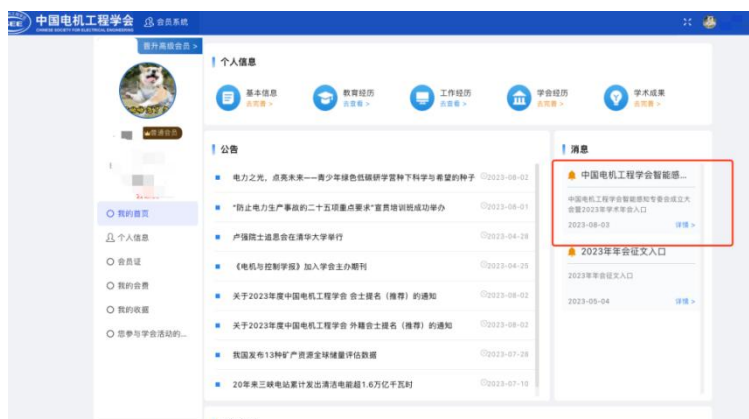 中国电机工程学会 会员系统
CHINESE SOCIETY FOR ELECTRICAL ENGINEERING
晋升高级会员 >
普通会员
我的首页
个人信息
会员证
我的会费
我的收据
您参与学会活动的...
个人信息
基本信息
去完善 >
教育经历
去查看 >
工作经历
去查看 >
学会经历
去完善 >
学术成果
去完善 >
公告
电力之光，点亮未来——青少年绿色低碳研学营种下科学与希望的种子 2023-08-02
“防止电力生产事故的二十五项重点要求”宣贯培训班成功举办 2023-08-01
卢强院士追思会在清华大学举行 2023-04-28
《电机与控制学报》加入学会主办期刊 2023-04-25
关于2023年度中国电机工程学会 会士提名（推荐）的通知 2023-08-02
关于2023年度中国电机工程学会 外籍会士提名（推荐）的通知 2023-08-02
我国发布13种矿产资源全球储量评估数据 2023-07-28
20年来三峡电站累计发出清洁电能超1.6万亿千瓦时 2023-07-10
消息
中国电机工程学会智能感...
中国电机工程学会智能感知专委会成立大
会暨2023年学术年会入口
2023-08-03 详情 >
2023年年会征文入口
2023年年会征文入口
2023-05-04 详情 >